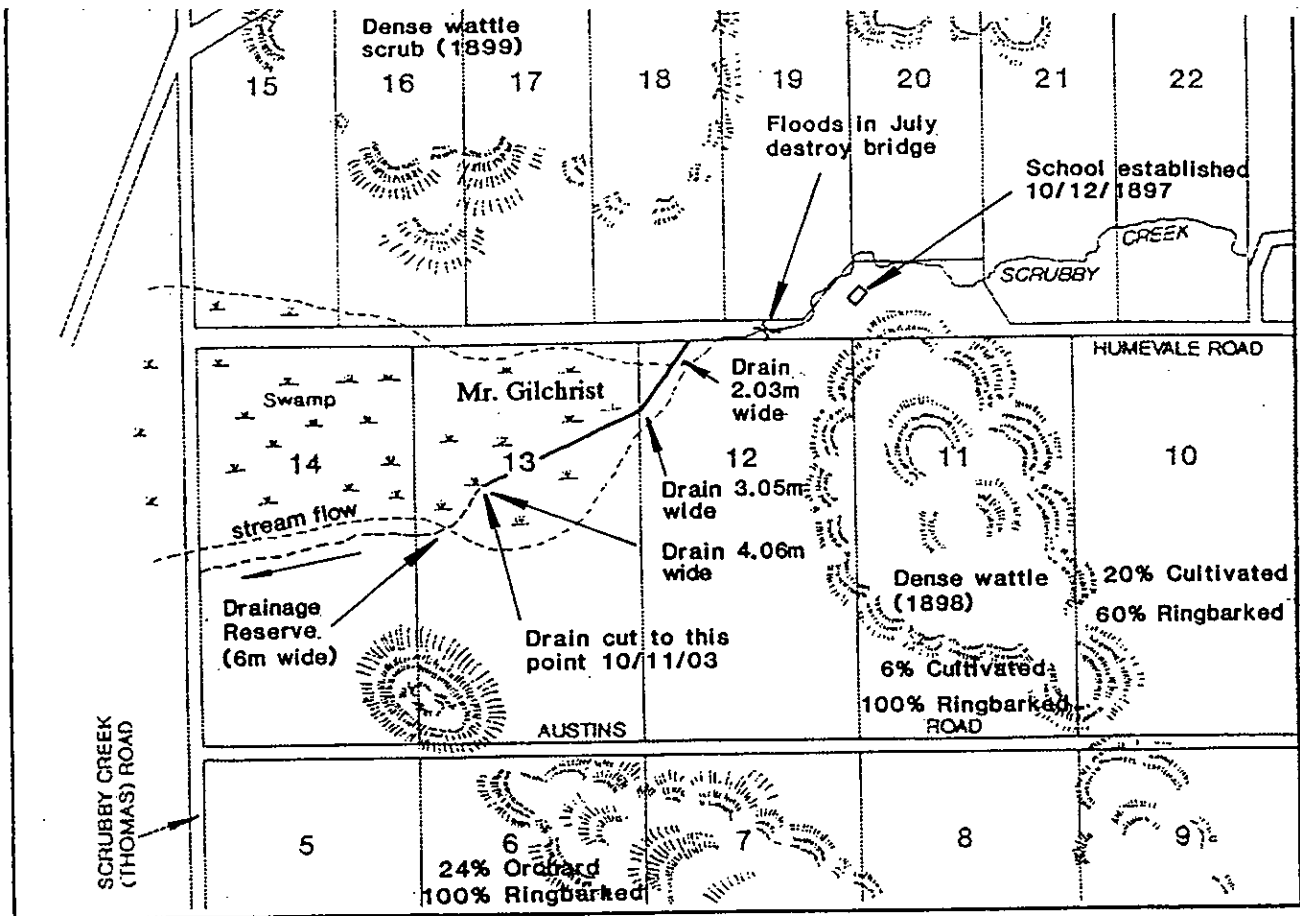 Dense wattle
scrub (1899)
15
16
17
18
19
20
21
22
Floods in July
destroy bridge
School established
10/12/1897
SCRUBBY
CREEK
HUMEVALE ROAD
Swamp
Mr. Gilchrist
Drain
2.03m
wide
14
13
12
11
10
Drain 3.05m
wide
stream flow
Drain 4.06m
wide
Dense wattle
(1898)
20% Cultivated
60% Ringbarked
Drainage
Reserve.
(6m wide)
Drain cut to this
point 10/11/03
6% Cultivated
100% Ringbarked
AUSTINS
ROAD
SCRUBBY CREEK
(THOMAS) ROAD
5
6
7
8
9
24% Orchard
100% Ringbarked